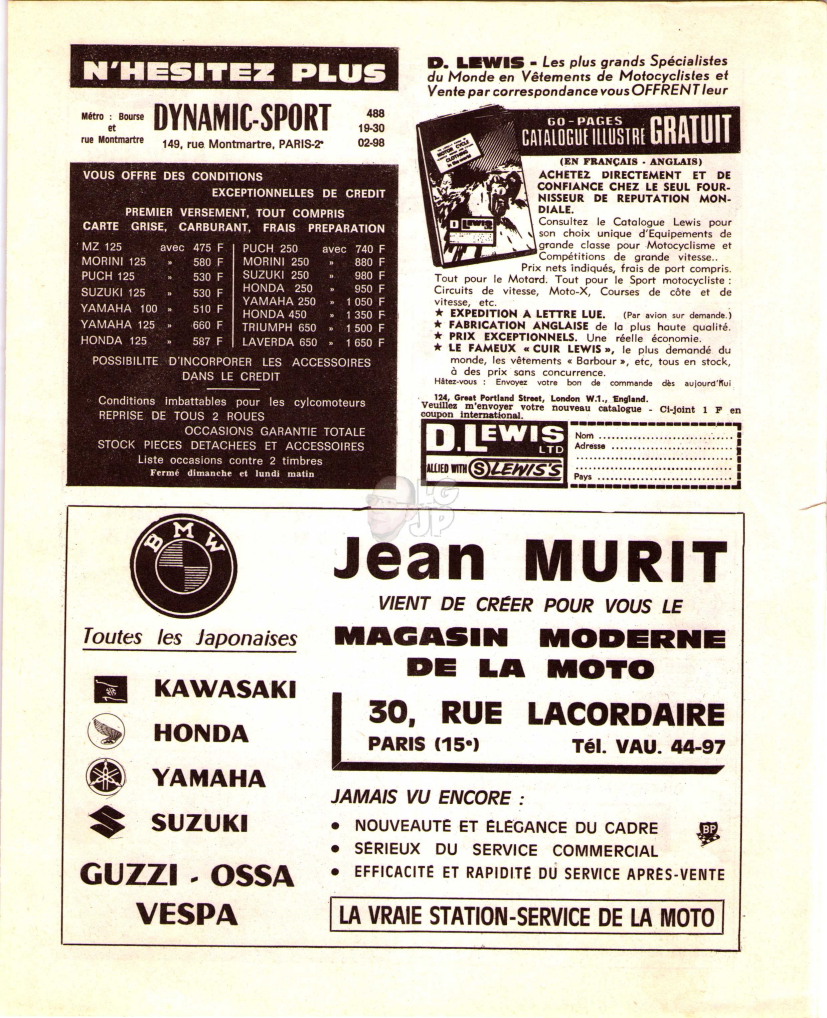 N'HESITEZ PLUS
Métro : Bourse
et
rue Montmartre
DYNAMIC-SPORT
149, rue Montmartre, PARIS-2e
488
19-30
02-98
VOUS OFFRE DES CONDITIONS
EXCEPTIONNELLES DE CREDIT
PREMIER VERSEMENT, TOUT COMPRIS
CARTE GRISE, CARBURANT, FRAIS PREPARATION
MZ 125 avec 475 F
MORINI 125 » 580 F
PUCH 125 » 530 F
SUZUKI 125 » 530 F
YAMAHA 100 » 510 F
YAMAHA 125 » 660 F
HONDA 125 » 587 F
PUCH 250 avec 740 F
MORINI 250 » 880 F
SUZUKI 250 » 980 F
HONDA 250 » 950 F
YAMAHA 250 » 1 050 F
HONDA 450 » 1 350 F
TRIUMPH 650 » 1 500 F
LAVERDA 650 » 1 650 F
POSSIBILITE D'INCORPORER LES ACCESSOIRES
DANS LE CREDIT
Conditions imbattables pour les cylcomoteurs
REPRISE DE TOUS 2 ROUES
OCCASIONS GARANTIE TOTALE
STOCK PIECES DETACHEES ET ACCESSOIRES
Liste occasions contre 2 timbres
Fermé dimanche et lundi matin
D. LEWIS - Les plus grands Spécialistes
du Monde en Vêtements de Motocyclistes et
Vente par correspondance vous OFFRENT leur
60-PAGES
CATALOGUE ILLUSTRE GRATUIT
MOTOR CYCLE
CLOTHING
D LEWIS
(EN FRANÇAIS - ANGLAIS)
ACHETEZ DIRECTEMENT ET DE
CONFIANCE CHEZ LE SEUL FOUR-
NISSEUR DE REPUTATION MON-
DIALE.
Consultez le Catalogue Lewis pour
son choix unique d'Equipements de
grande classe pour Motocyclisme et
Compétitions de grande vitesse..
Prix nets indiqués, frais de port compris.
Tout pour le Motard. Tout pour le Sport motocycliste :
Circuits de vitesse, Moto-X, Courses de côte et de
vitesse, etc.
★ EXPEDITION A LETTRE LUE. (Par avion sur demande.)
★ FABRICATION ANGLAISE de la plus haute qualité.
★ PRIX EXCEPTIONNELS. Une réelle économie.
★ LE FAMEUX « CUIR LEWIS », le plus demandé du
monde, les vêtements « Barbour », etc, tous en stock,
à des prix sans concurrence.
Hâtez-vous : Envoyez votre bon de commande dès aujourd'hui
124, Great Portland Street, London W.1., England.
Veuillez m'envoyer votre nouveau catalogue - Ci-joint 1 F en
coupon international.
D. LEWIS
LTD
ALLIED WITH S. LEWIS'S
Nom
Adresse
Pays
LG
JP
BMW
Toutes les Japonaises
KAWASAKI
HONDA
YAMAHA
SUZUKI
GUZZI - OSSA
VESPA
Jean MURIT
VIENT DE CRÉER POUR VOUS LE
MAGASIN MODERNE
DE LA MOTO
30, RUE LACORDAIRE
PARIS (15e) Tél. VAU. 44-97
JAMAIS VU ENCORE :
• NOUVEAUTÉ ET ÉLÉGANCE DU CADRE
• SÉRIEUX DU SERVICE COMMERCIAL
• EFFICACITÉ ET RAPIDITÉ DU SERVICE APRÈS-VENTE
BP
LA VRAIE STATION-SERVICE DE LA MOTO